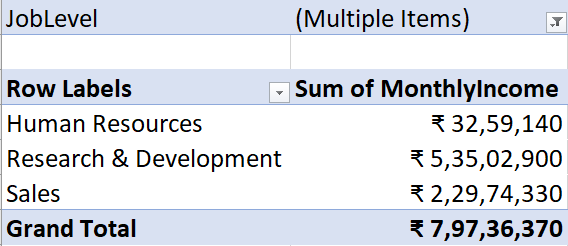 JobLevel (Multiple Items)
Row Labels Sum of MonthlyIncome
Human Resources ₹ 32,59,140
Research & Development ₹ 5,35,02,900
Sales ₹ 2,29,74,330
Grand Total ₹ 7,97,36,370